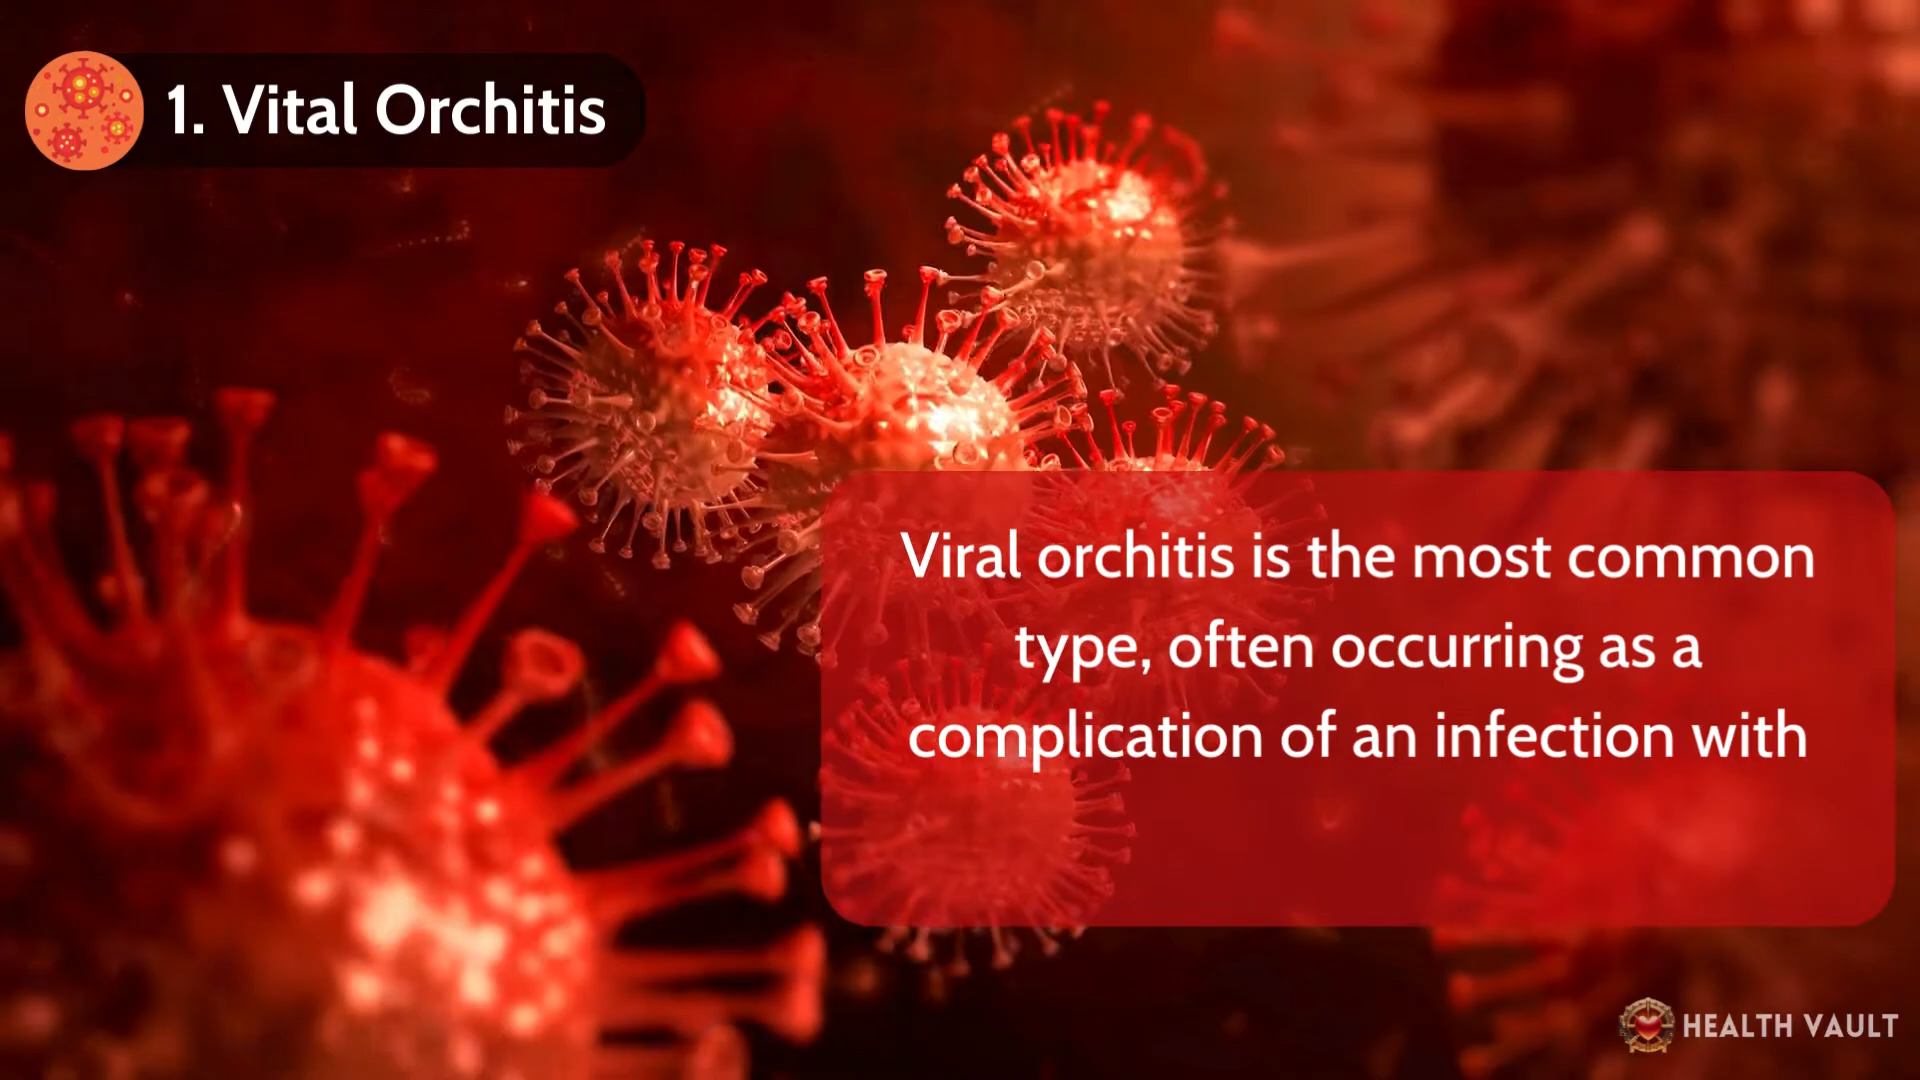 1. Vital Orchitis
Viral orchitis is the most common
type, often occurring as a
complication of an infection with
HEALTH VAULT